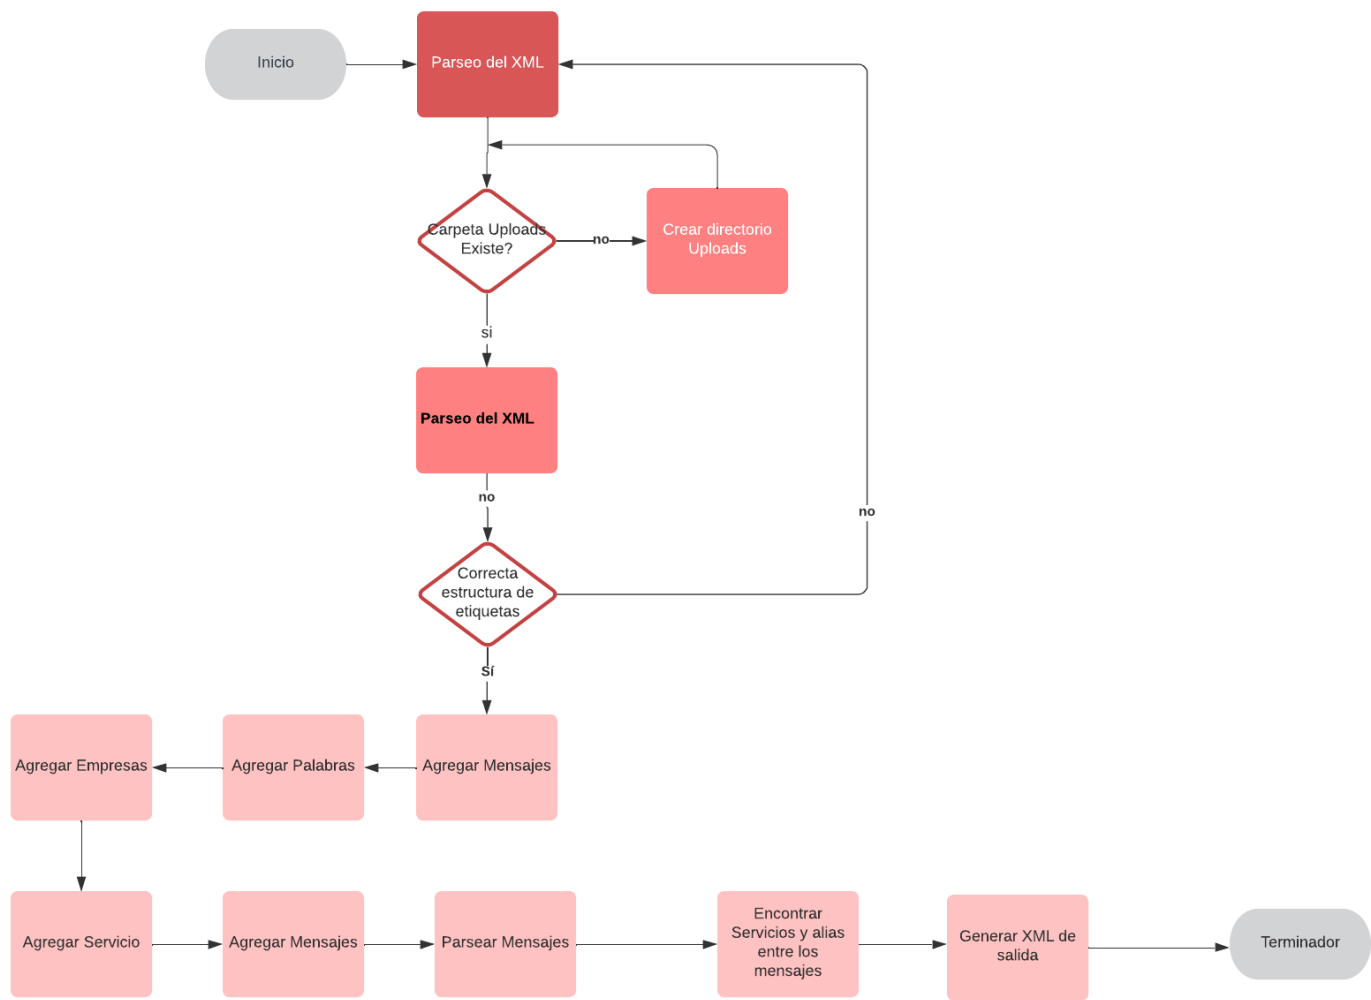 Inicio
Parseo del XML
Carpeta Uploads
Existe?
no
Crear directorio
Uploads
si
Parseo del XML
no
no
Correcta
estructura de
etiquetas
Sí
Agregar Empresas
Agregar Palabras
Agregar Mensajes
Agregar Servicio
Agregar Mensajes
Parsear Mensajes
Encontrar
Servicios y alias
entre los
mensajes
Generar XML de
salida
Terminador